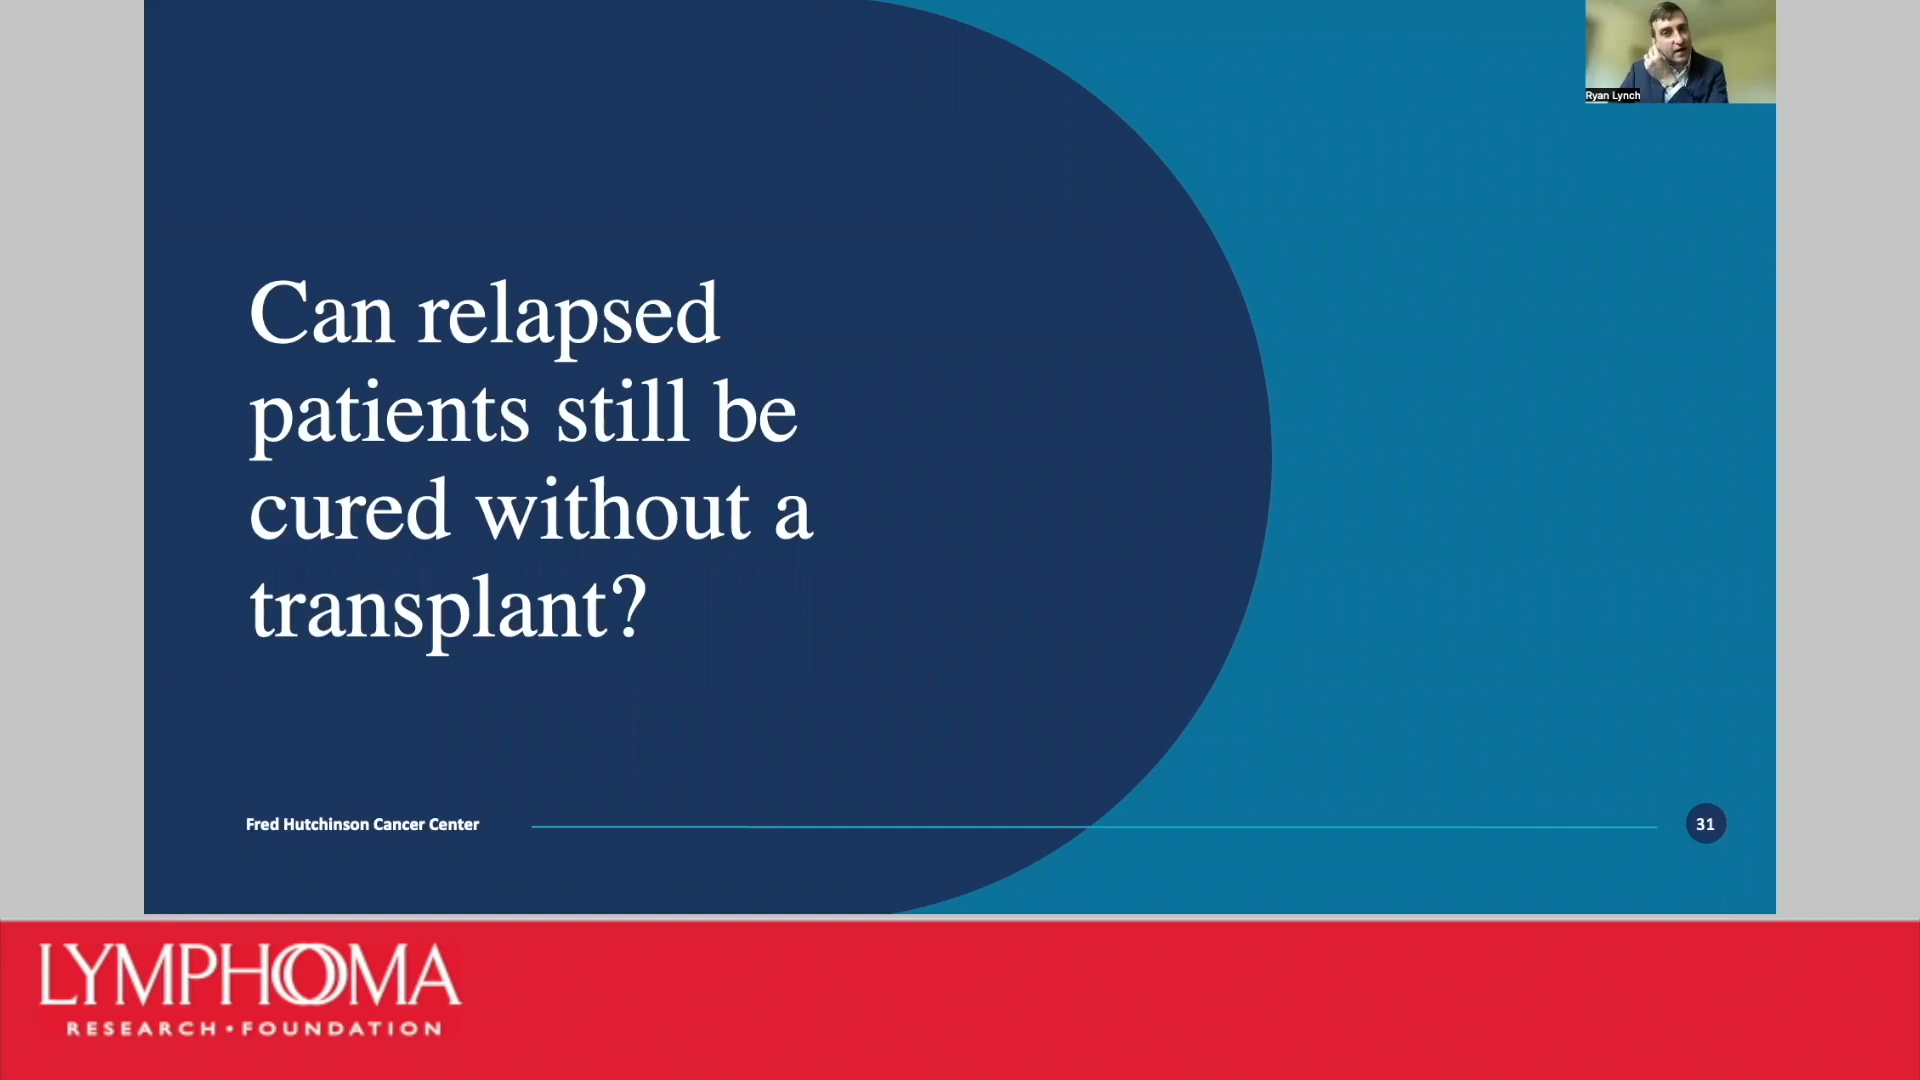 Ryan Lynch
Can relapsed
patients still be
cured without a
transplant?
Fred Hutchinson Cancer Center
31
LYMPHOMA
RESEARCH • FOUNDATION